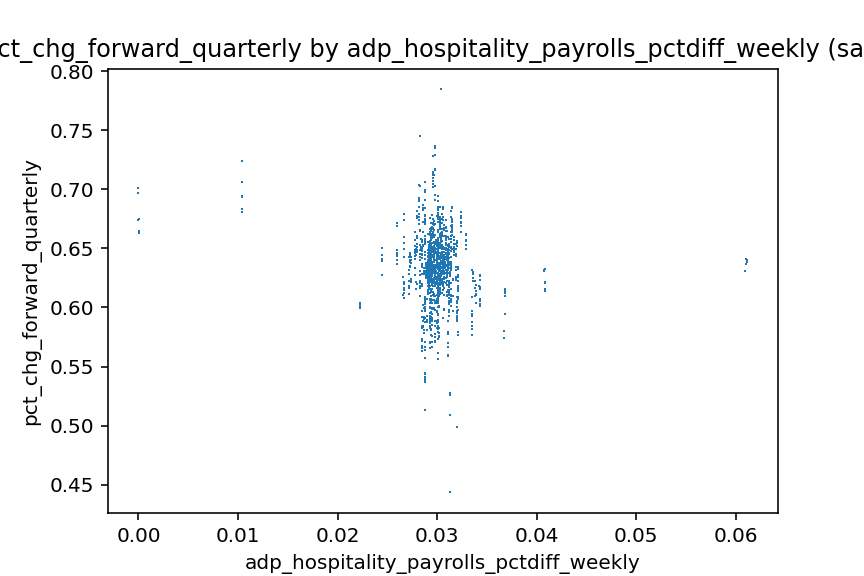 ct_chg_forward_quarterly by adp_hospitality_payrolls_pctdiff_weekly (sa
0.80
0.75
0.70
0.65
0.60
0.55
0.50
0.45
pct_chg_forward_quarterly
0.00 0.01 0.02 0.03 0.04 0.05 0.06
adp_hospitality_payrolls_pctdiff_weekly